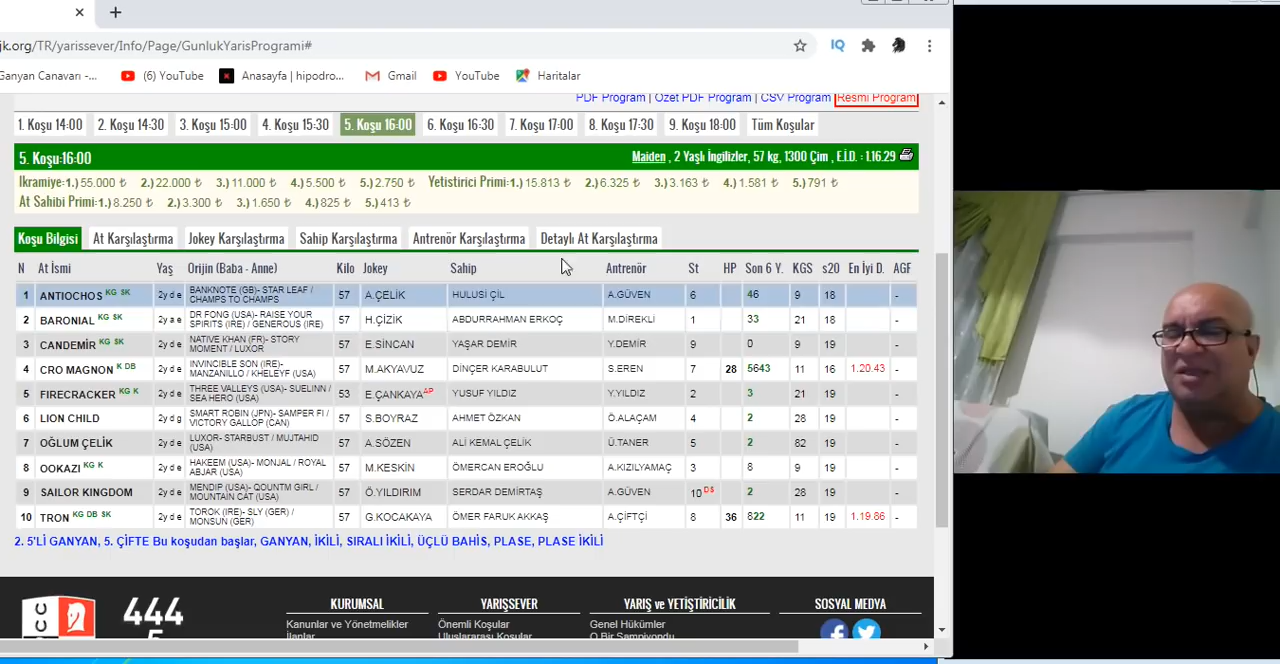 jk.org/TR/yarissever/Info/Page/GunlukYarisProgrami#
IQ
Ganyan Canavarı -... (6) YouTube Anasayfa | hipodro... Gmail YouTube Haritalar
PDF Program | Özet PDF Program | CSV Program Resmi Program
1. Koşu 14:00 2. Koşu 14:30 3. Koşu 15:00 4. Koşu 15:30 5. Koşu 16:00 6. Koşu 16:30 7. Koşu 17:00 8. Koşu 17:30 9. Koşu 18:00 Tüm Koşular
5. Koşu:16:00 Maiden , 2 Yaşlı İngilizler, 57 kg, 1300 Çim , E.İ.D. : 1.16.29
Ikramiye:1.) 55.000 ₺ 2.) 22.000 ₺ 3.) 11.000 ₺ 4.) 5.500 ₺ 5.) 2.750 ₺ Yetistirici Primi:1.) 15.813 ₺ 2.) 6.325 ₺ 3.) 3.163 ₺ 4.) 1.581 ₺ 5.) 791 ₺
At Sahibi Primi:1.) 8.250 ₺ 2.) 3.300 ₺ 3.) 1.650 ₺ 4.) 825 ₺ 5.) 413 ₺
Koşu Bilgisi At Karşılaştırma Jokey Karşılaştırma Sahip Karşılaştırma Antrenör Karşılaştırma Detaylı At Karşılaştırma
N At İsmi Yaş Orijin (Baba - Anne) Kilo Jokey Sahip Antrenör St HP Son 6 Y. KGS s20 En İyi D. AGF
1 ANTIOCHOS KG SK 2y d e BANKNOTE (GB)- STAR LEAF / CHAMPS TO CHAMPS 57 A.ÇELİK HULUSİ ÇİL A.GÜVEN 6 46 9 18 -
2 BARONIAL KG SK 2y a e DR FONG (USA)- RAISE YOUR SPIRITS (IRE) / GENEROUS (IRE) 57 H.ÇİZİK ABDURRAHMAN ERKOÇ M.DİREKLİ 1 33 21 18 -
3 CANDEMİR KG SK 2y d e NATIVE KHAN (FR)- STORY MOMENT / LUXOR 57 E.SİNCAN YAŞAR DEMİR Y.DEMİR 9 0 9 19 -
4 CRO MAGNON K DB 2y d e INVINCIBLE SON (IRE)- MANZANILLO / KHELEYF (USA) 57 M.AKYAVUZ DİNÇER KARABULUT S.EREN 7 28 5643 11 16 1.20.43 -
5 FIRECRACKER KG K 2y d e THREE VALLEYS (USA)- SUELINN / SEA HERO (USA) 53 E.ÇANKAYA AP YUSUF YILDIZ Y.YILDIZ 2 3 21 19 -
6 LION CHILD 2y d g SMART ROBIN (JPN)- SAMPER FI / VICTORY GALLOP (CAN) 57 S.BOYRAZ AHMET ÖZKAN Ö.ALAÇAM 4 2 28 19 -
7 OĞLUM ÇELİK 2y d e LUXOR- STARBUST / MUJTAHID (USA) 57 A.SÖZEN ALİ KEMAL ÇELİK Ü.TANER 5 2 82 19 -
8 OOKAZI KG K 2y d e HAKEEM (USA)- MONJAL / ROYAL ABJAR (USA) 57 M.KESKİN ÖMERCAN EROĞLU A.KIZILYAMAÇ 3 8 9 19 -
9 SAILOR KINGDOM 2y d e MENDIP (USA)- QOUNTM GIRL / MOUNTAIN CAT (USA) 57 Ö.YILDIRIM SERDAR DEMİRTAŞ A.GÜVEN 10 DS 2 28 19 -
10 TRON KG DB SK 2y d e TOROK (IRE)- SLY (GER) / MONSUN (GER) 57 G.KOCAKAYA ÖMER FARUK AKKAŞ A.ÇİFTÇİ 8 36 822 11 19 1.19.86 -
2. 5'Lİ GANYAN, 5. ÇİFTE Bu koşudan başlar, GANYAN, İKİLİ, SIRALI İKİLİ, ÜÇLÜ BAHİS, PLASE, PLASE İKİLİ
444 KURUMSAL YARIŞSEVER YARIŞ ve YETİŞTİRİCİLİK SOSYAL MEDYA
Kanunlar ve Yönetmelikler Önemli Koşular Genel Hükümler
İlanlar Uluslararası Koşular O Bir Şampiyondu